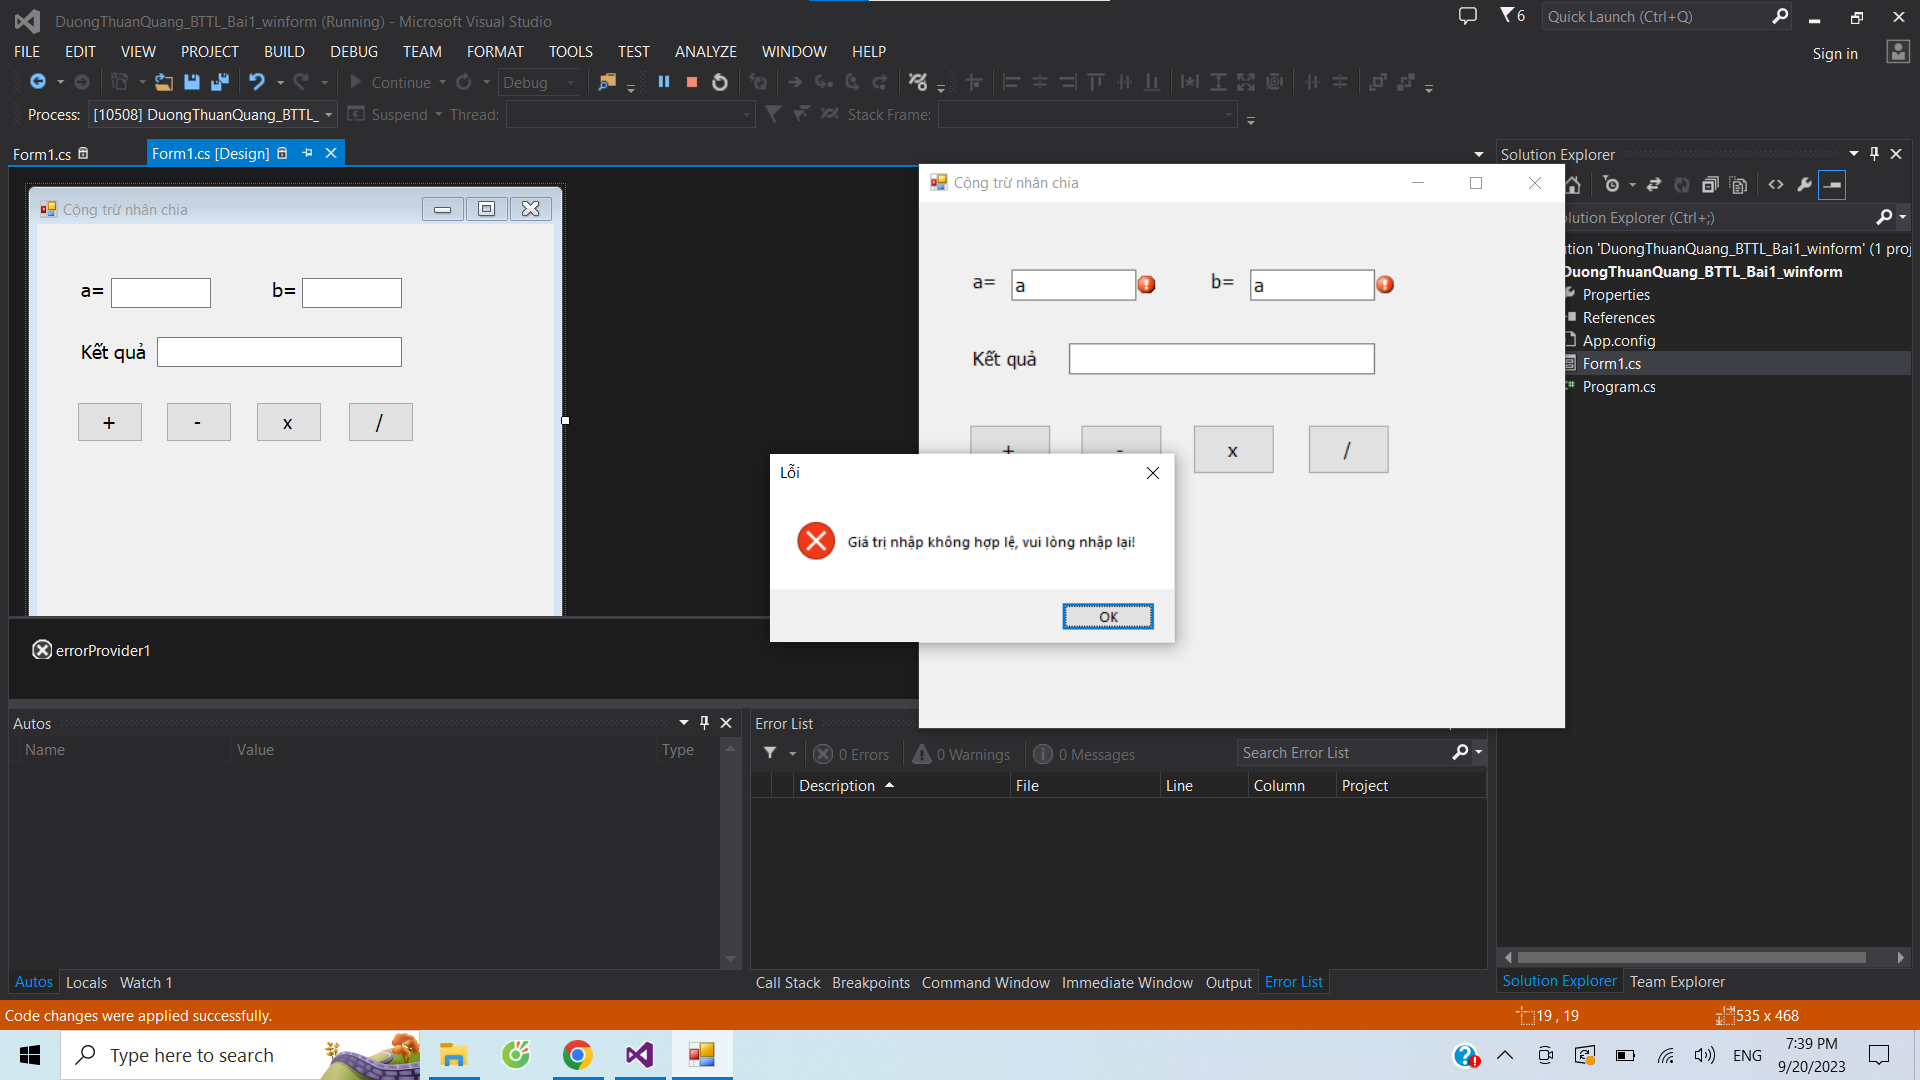 DuongThuanQuang_BTTL_Bai1_winform (Running) - Microsoft Visual Studio
6
Quick Launch (Ctrl+Q)
FILE EDIT VIEW PROJECT BUILD DEBUG TEAM FORMAT TOOLS TEST ANALYZE WINDOW HELP
Sign in
Continue Debug
Process: [10508] DuongThuanQuang_BTTL_ Suspend Thread: Stack Frame:
Form1.cs Form1.cs [Design]
Cộng trừ nhân chia
a= b=
Kết quả
+ - x /
errorProvider1
Cộng trừ nhân chia
a= a b= a
Kết quả
+ - x /
Lỗi
Giá trị nhập không hợp lệ, vui lòng nhập lại!
OK
Solution Explorer
lution Explorer (Ctrl+;)
tion 'DuongThuanQuang_BTTL_Bai1_winform' (1 proj
DuongThuanQuang_BTTL_Bai1_winform
Properties
References
App.config
Form1.cs
Program.cs
Solution Explorer Team Explorer
Autos
Name Value Type
Autos Locals Watch 1
Error List
0 Errors 0 Warnings 0 Messages Search Error List
Description File Line Column Project
Call Stack Breakpoints Command Window Immediate Window Output Error List
Code changes were applied successfully.
19 , 19
535 x 468
Type here to search
ENG
7:39 PM
9/20/2023